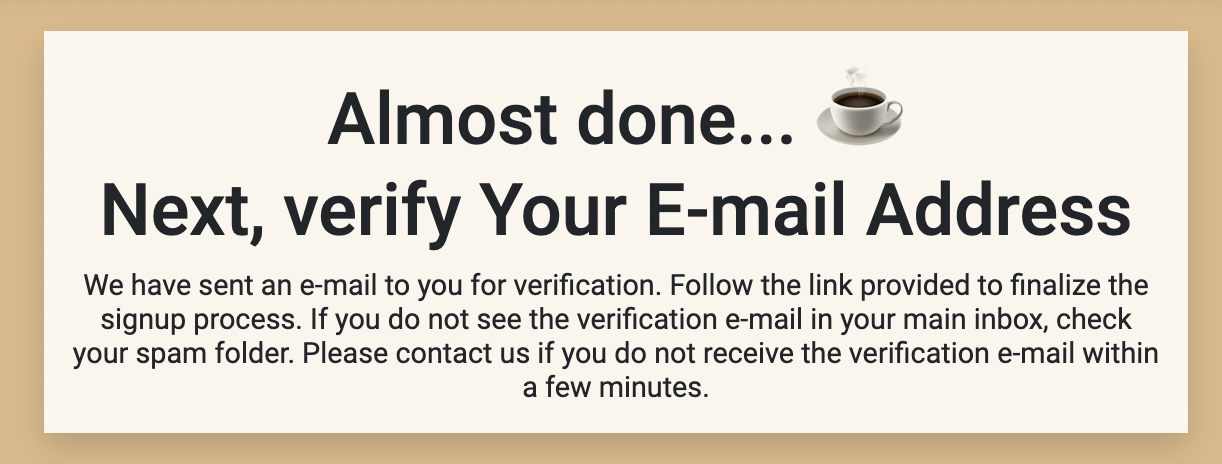 Almost done...
Next, verify Your E-mail Address
We have sent an e-mail to you for verification. Follow the link provided to finalize the
signup process. If you do not see the verification e-mail in your main inbox, check
your spam folder. Please contact us if you do not receive the verification e-mail within
a few minutes.